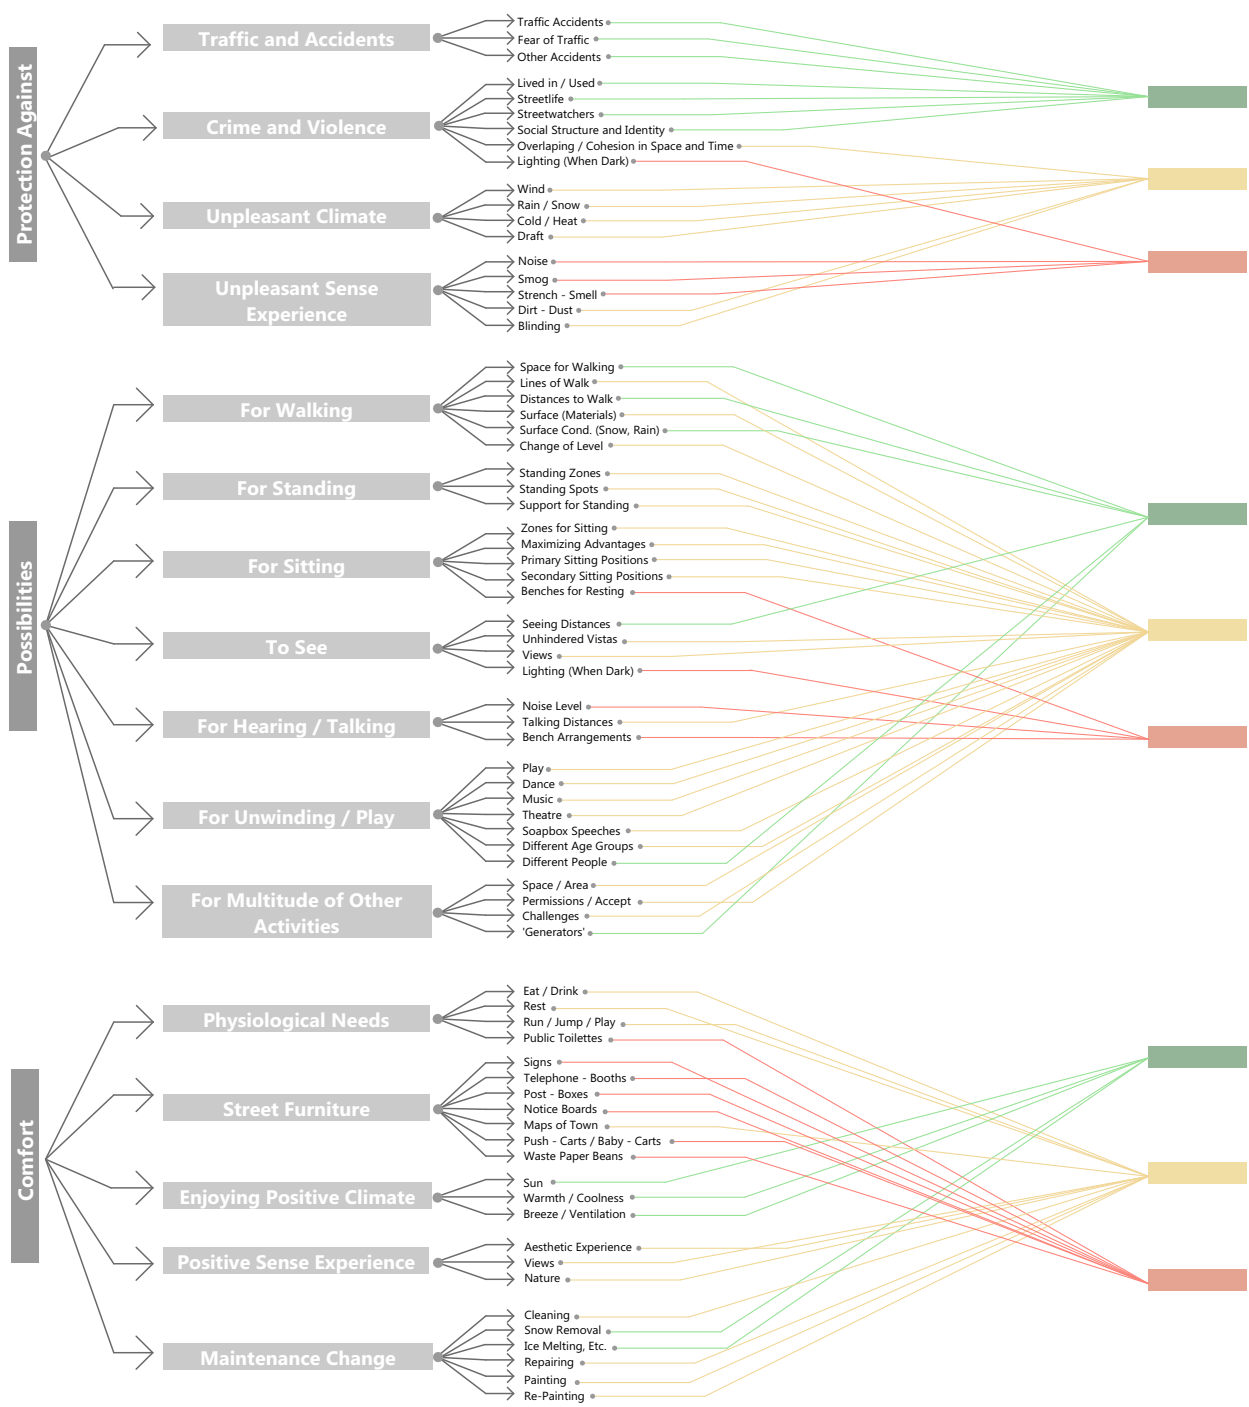 Protection Against
Traffic and Accidents
Traffic Accidents
Fear of Traffic
Other Accidents
Crime and Violence
Lived in / Used
Streetlife
Streetwatchers
Social Structure and Identity
Overlaping / Cohesion in Space and Time
Lighting (When Dark)
Unpleasant Climate
Wind
Rain / Snow
Cold / Heat
Draft
Unpleasant Sense
Experience
Noise
Smog
Strench - Smell
Dirt - Dust
Blinding
Possibilities
For Walking
Space for Walking
Lines of Walk
Distances to Walk
Surface (Materials)
Surface Cond. (Snow, Rain)
Change of Level
For Standing
Standing Zones
Standing Spots
Support for Standing
For Sitting
Zones for Sitting
Maximizing Advantages
Primary Sitting Positions
Secondary Sitting Positions
Benches for Resting
To See
Seeing Distances
Unhindered Vistas
Views
Lighting (When Dark)
For Hearing / Talking
Noise Level
Talking Distances
Bench Arrangements
For Unwinding / Play
Play
Dance
Music
Theatre
Soapbox Speeches
Different Age Groups
Different People
For Multitude of Other
Activities
Space / Area
Permissions / Accept
Challenges
'Generators'
Comfort
Physiological Needs
Eat / Drink
Rest
Run / Jump / Play
Public Toilettes
Street Furniture
Signs
Telephone - Booths
Post - Boxes
Notice Boards
Maps of Town
Push - Carts / Baby - Carts
Waste Paper Beans
Enjoying Positive Climate
Sun
Warmth / Coolness
Breeze / Ventilation
Positive Sense Experience
Aesthetic Experience
Views
Nature
Maintenance Change
Cleaning
Snow Removal
Ice Melting, Etc.
Repairing
Painting
Re-Painting